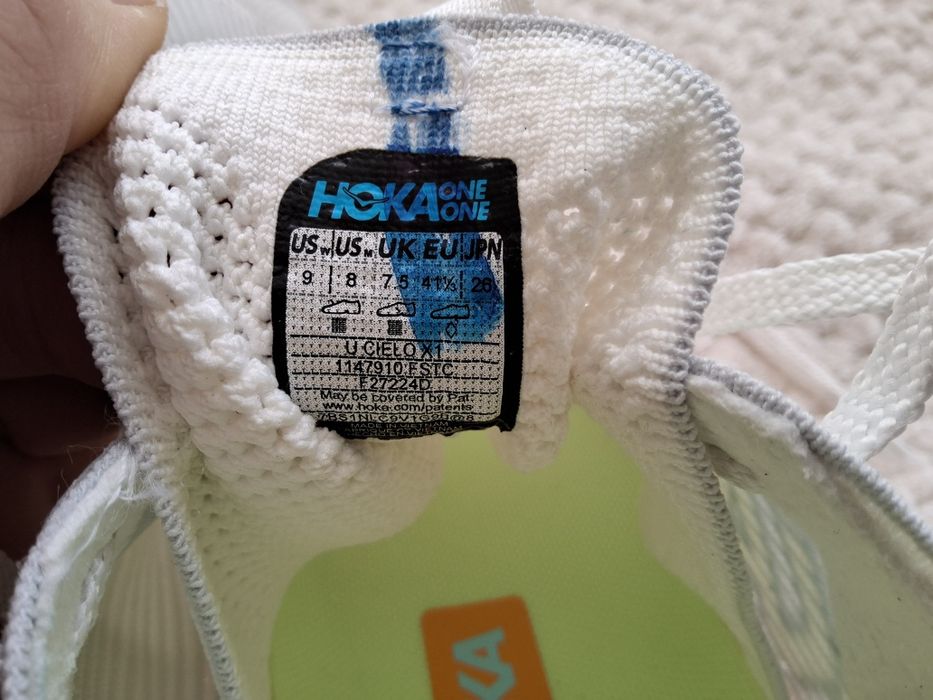 HOKA ONE ONE
US W US M UK EU JPN
9 8 7.5 41⅓ 26
U CIELO X1
1147910 FSTC
F27224D
May be covered by Pat.
www.hoka.com/patents
MADE IN VIETNAM
KA